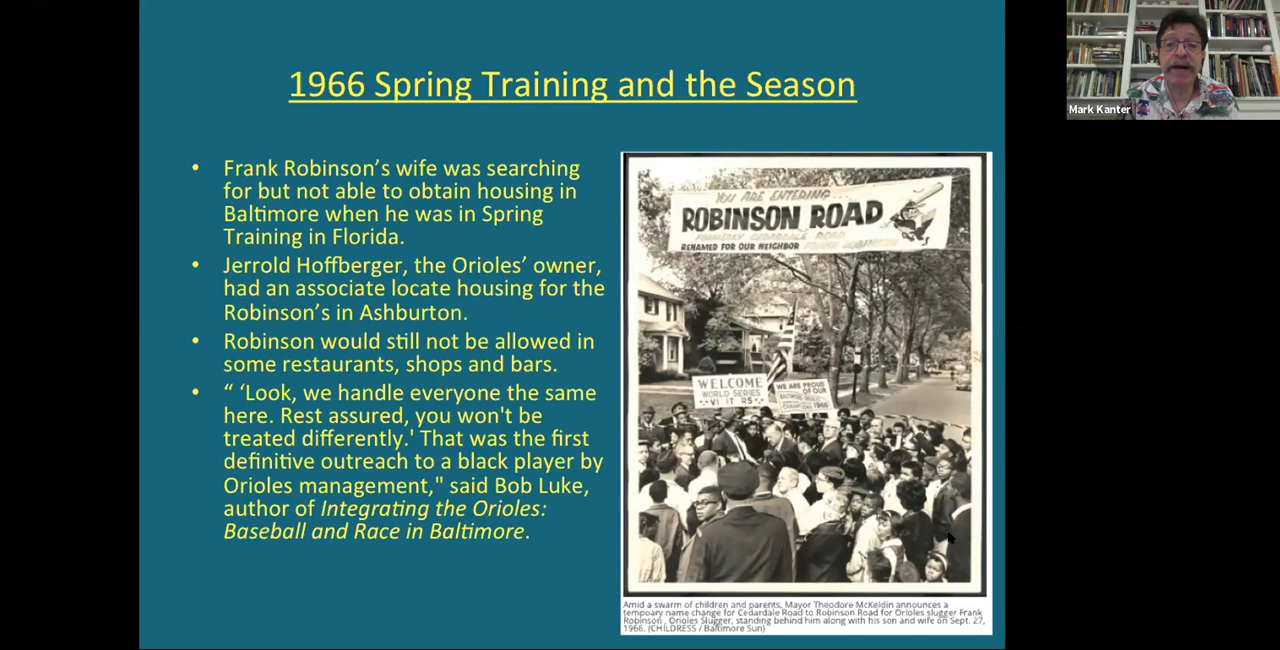 1966 Spring Training and the Season
• Frank Robinson’s wife was searching
for but not able to obtain housing in
Baltimore when he was in Spring
Training in Florida.
• Jerrold Hoffberger, the Orioles’ owner,
had an associate locate housing for the
Robinson’s in Ashburton.
• Robinson would still not be allowed in
some restaurants, shops and bars.
• “ ‘Look, we handle everyone the same
here. Rest assured, you won't be
treated differently.' That was the first
definitive outreach to a black player by
Orioles management," said Bob Luke,
author of Integrating the Orioles:
Baseball and Race in Baltimore.
YOU ARE ENTERING...
ROBINSON ROAD
FORMERLY CEDARDALE ROAD
RENAMED FOR OUR NEIGHBOR FRANK ROBINSON
WELCOME
WORLD SERIES
WE ARE PROUD
OF OUR
1966
Amid a swarm of children and parents, Mayor Theodore McKeldin announces a
tempoary name change for Cedardale Road to Robinson Road for Orioles slugger Frank
Robinson , Orioles Slugger, standing behind him along with his son and wife on Sept. 27,
1966. (CHILDRESS / Baltimore Sun)
Mark Kanter